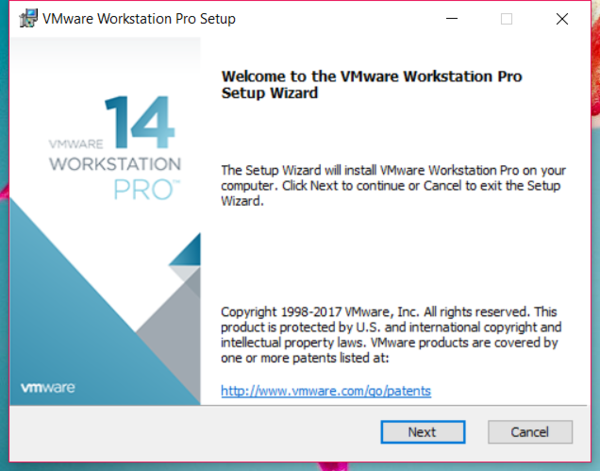 VMware Workstation Pro Setup
Welcome to the VMware Workstation Pro
Setup Wizard
VMWARE 14
WORKSTATION
PRO™
The Setup Wizard will install VMware Workstation Pro on your
computer. Click Next to continue or Cancel to exit the Setup
Wizard.
Copyright 1998-2017 VMware, Inc. All rights reserved. This
product is protected by U.S. and international copyright and
intellectual property laws. VMware products are covered by
one or more patents listed at:
http://www.vmware.com/go/patents
vmware
Next Cancel